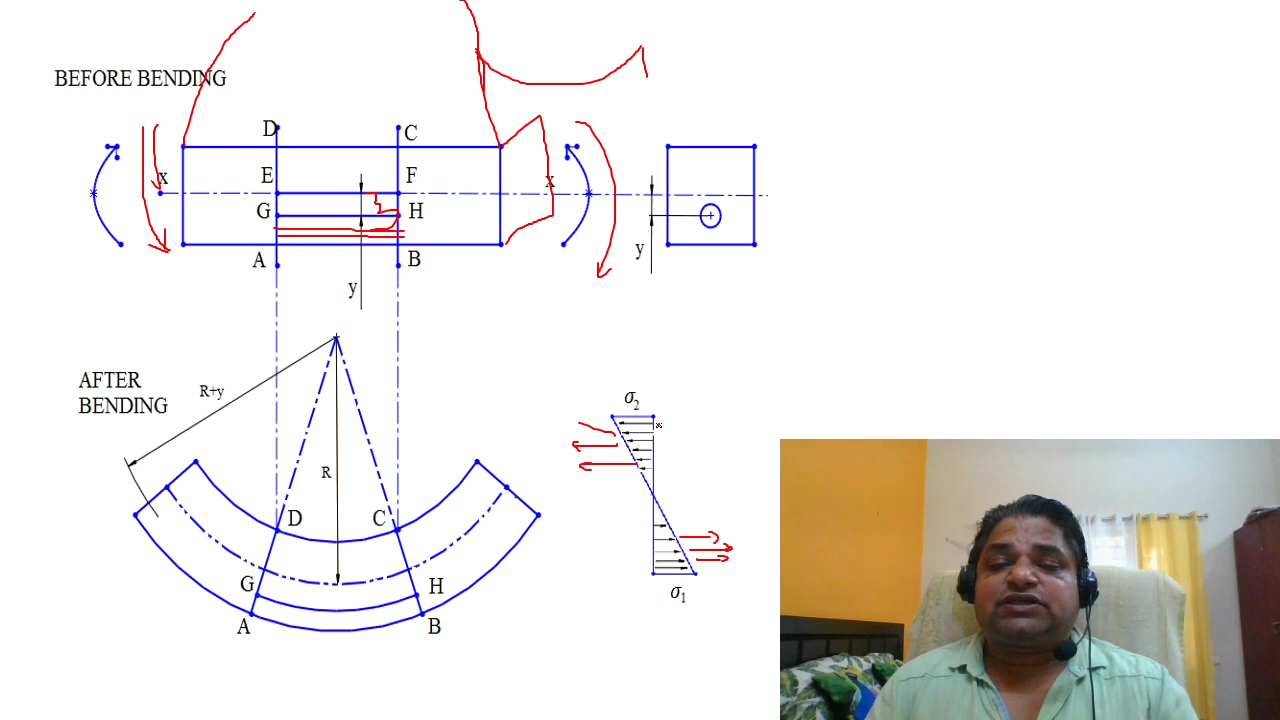 BEFORE BENDING
D
C
x
E
F
x
G
H
A
B
y
y
AFTER
BENDING
R+y
R
σ₂
D
C
G
H
A
B
σ₁